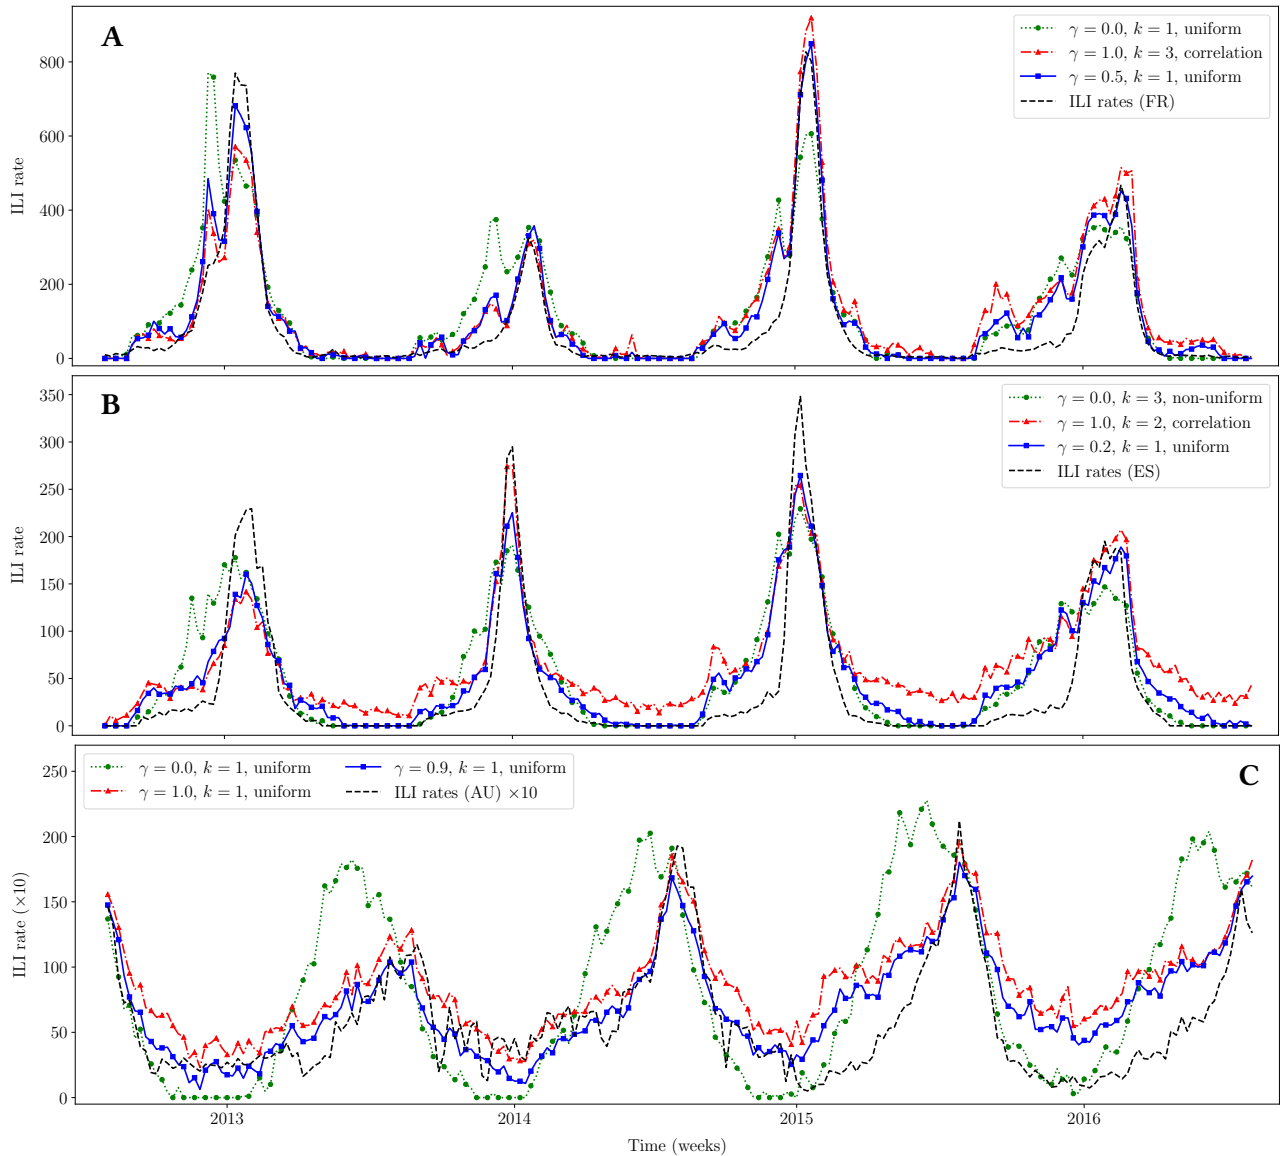 A
γ = 0.0, k = 1, uniform
γ = 1.0, k = 3, correlation
γ = 0.5, k = 1, uniform
ILI rates (FR)
800
600
400
200
0
ILI rate
B
γ = 0.0, k = 3, non-uniform
γ = 1.0, k = 2, correlation
γ = 0.2, k = 1, uniform
ILI rates (ES)
350
300
250
200
150
100
50
0
ILI rate
γ = 0.0, k = 1, uniform
γ = 1.0, k = 1, uniform
γ = 0.9, k = 1, uniform
ILI rates (AU) ×10
C
250
200
150
100
50
0
ILI rate (×10)
2013 2014 2015 2016
Time (weeks)